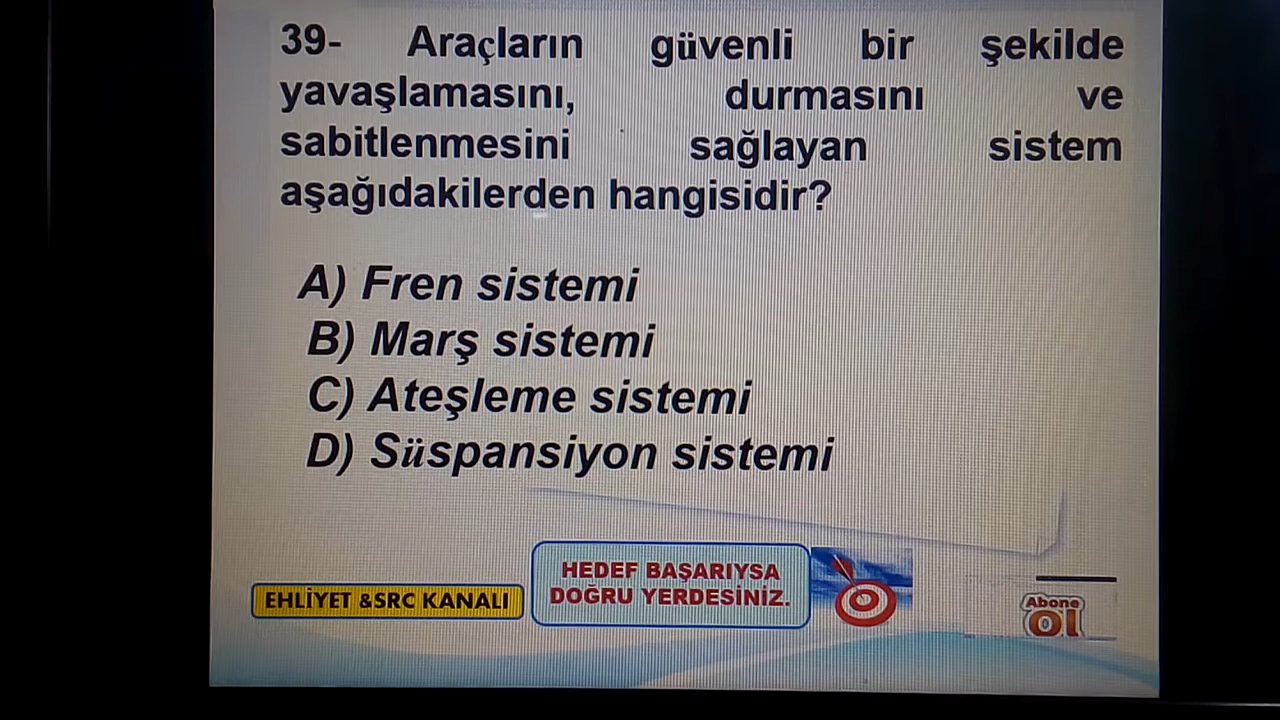 39- Araçların güvenli bir şekilde
yavaşlamasını, durmasını ve
sabitlenmesini sağlayan sistem
aşağıdakilerden hangisidir?
A) Fren sistemi
B) Marş sistemi
C) Ateşleme sistemi
D) Süspansiyon sistemi
HEDEF BAŞARIYSA
DOĞRU YERDESİNİZ.
EHLİYET &SRC KANALI
Abone
Ol